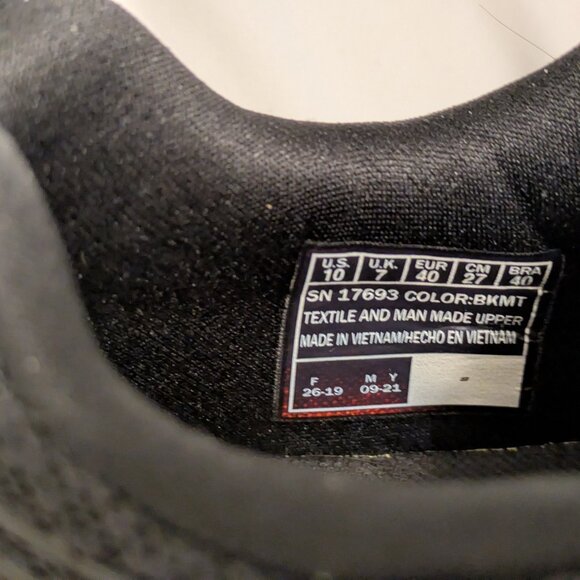 U.S. U.K. EUR CM BRA
10 7 40 27 40
SN 17693 COLOR:BKMT
TEXTILE AND MAN MADE UPPER
MADE IN VIETNAM/HECHO EN VIETNAM
F M Y
26-19 09-21